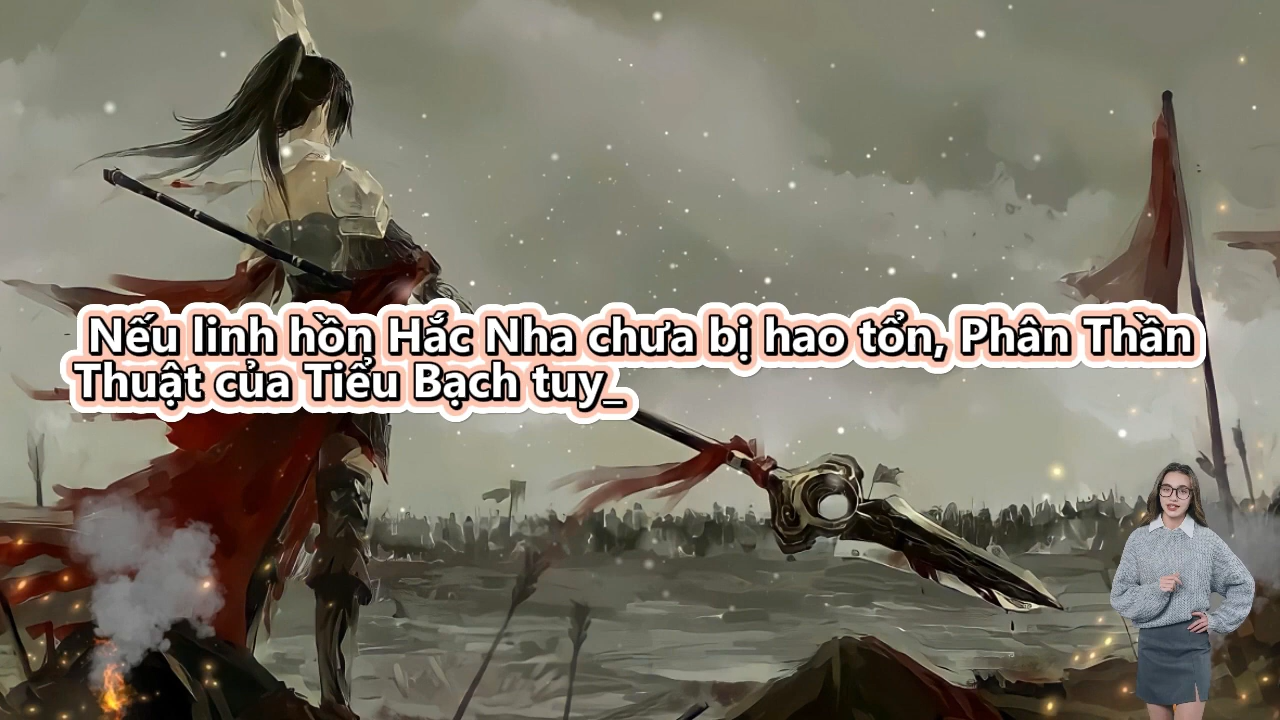 Nếu linh hồn Hắc Nha chưa bị hao tổn, Phân Thần
Thuật của Tiểu Bạch tuy_